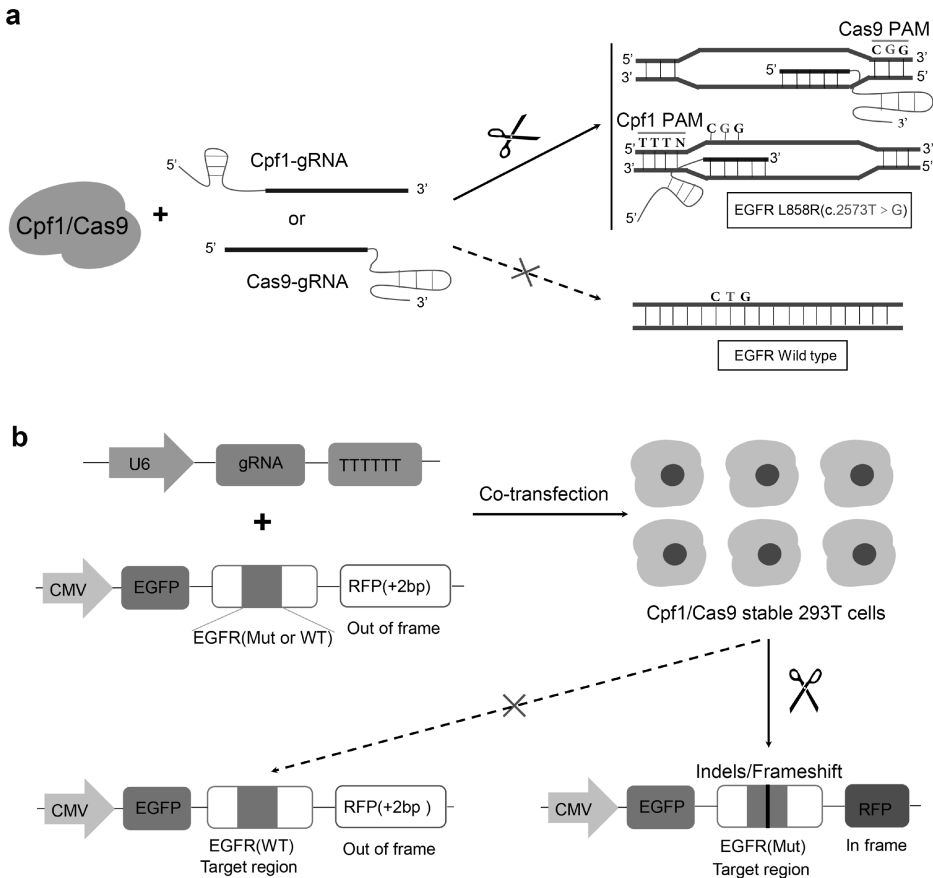 a
Cas9 PAM
C G G
5’
3’
3’
5’
5’
3’
Cpf1 PAM
C G G
T T T N
5’
3’
3’
3’
5’
5’
EGFR L858R(c.2573T > G)
5’
Cpf1-gRNA
3’
Cpf1/Cas9
+
or
5’
Cas9-gRNA
3’
C T G
EGFR Wild type
b
U6
gRNA
TTTTTT
Co-transfection
+
CMV
EGFP
RFP(+2bp)
EGFR(Mut or WT)
Out of frame
Cpf1/Cas9 stable 293T cells
Indels/Frameshift
CMV
EGFP
RFP(+2bp )
EGFR(WT)
Target region
Out of frame
CMV
EGFP
RFP
EGFR(Mut)
Target region
In frame